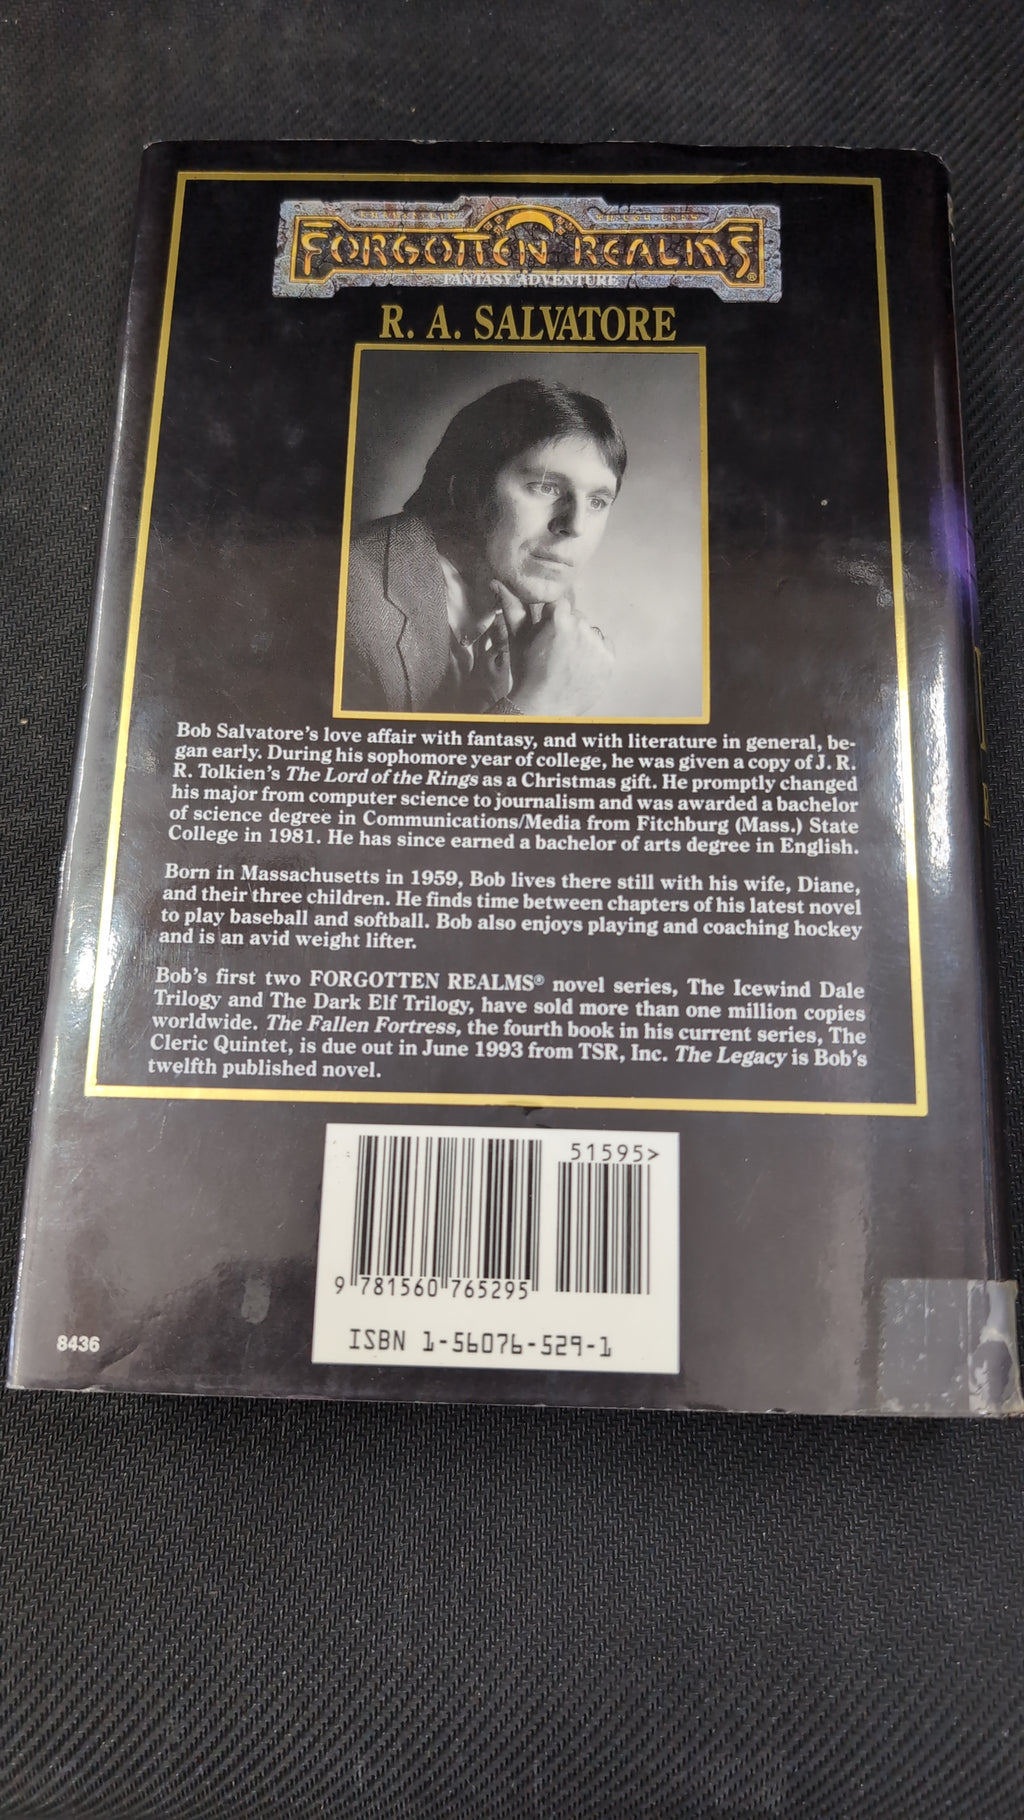 FORGOTTEN REALMS®
FANTASY ADVENTURE
R. A. SALVATORE
Bob Salvatore's love affair with fantasy, and with literature in general, be-
gan early. During his sophomore year of college, he was given a copy of J. R.
R. Tolkien's The Lord of the Rings as a Christmas gift. He promptly changed
his major from computer science to journalism and was awarded a bachelor
of science degree in Communications/Media from Fitchburg (Mass.) State
College in 1981. He has since earned a bachelor of arts degree in English.
Born in Massachusetts in 1959, Bob lives there still with his wife, Diane,
and their three children. He finds time between chapters of his latest novel
to play baseball and softball. Bob also enjoys playing and coaching hockey
and is an avid weight lifter.
Bob's first two FORGOTTEN REALMS® novel series, The Icewind Dale
Trilogy and The Dark Elf Trilogy, have sold more than one million copies
worldwide. The Fallen Fortress, the fourth book in his current series, The
Cleric Quintet, is due out in June 1993 from TSR, Inc. The Legacy is Bob's
twelfth published novel.
51595>
9 781560 765295
ISBN 1-56076-529-1
8436